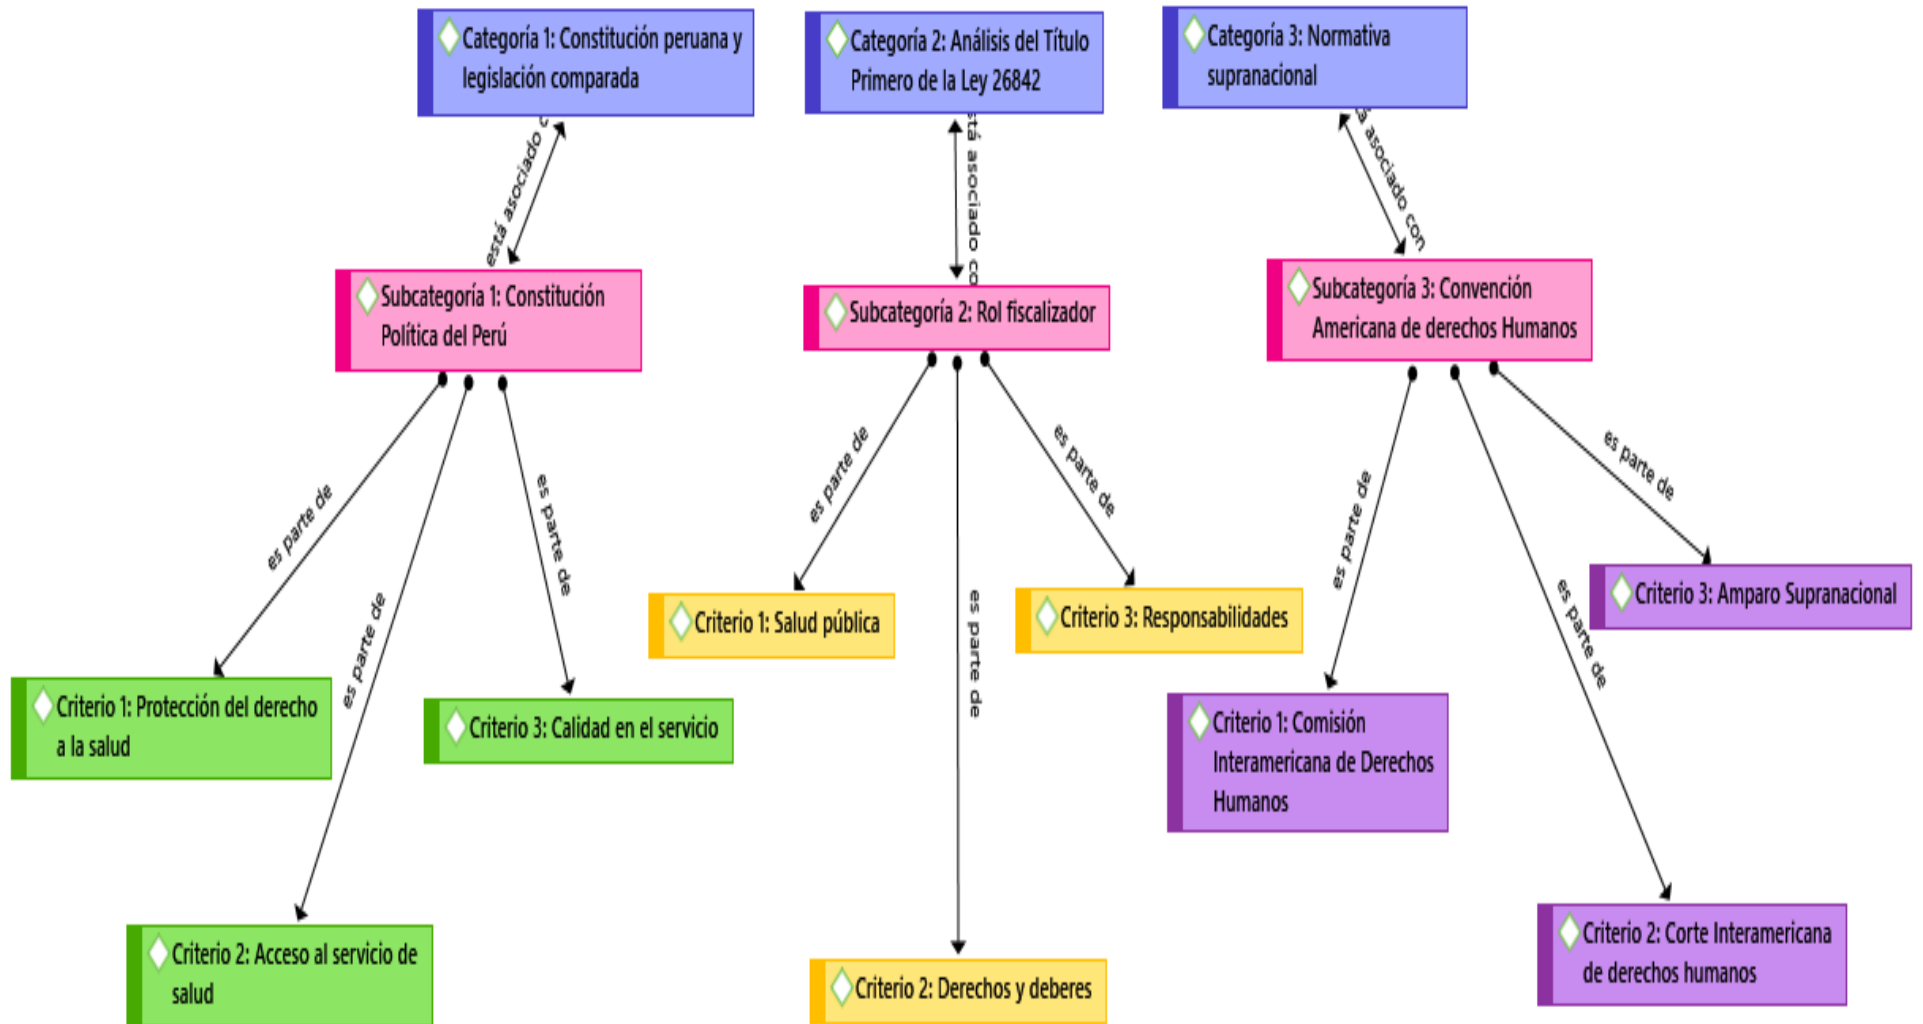 Categoría 1: Constitución peruana y
legislación comparada
Categoría 2: Análisis del Título
Primero de la Ley 26842
Categoría 3: Normativa
supranacional
está asociado c
stá asociado co
á asociado con
Subcategoría 1: Constitución
Política del Perú
Subcategoría 2: Rol fiscalizador
Subcategoría 3: Convención
Americana de derechos Humanos
es parte de
es parte de
es parte de
es parte de
es parte de
es parte de
es parte de
es parte de
es parte de
Criterio 1: Protección del derecho
a la salud
Criterio 3: Calidad en el servicio
Criterio 2: Acceso al servicio de
salud
Criterio 1: Salud pública
Criterio 3: Responsabilidades
Criterio 2: Derechos y deberes
Criterio 1: Comisión
Interamericana de Derechos
Humanos
Criterio 3: Amparo Supranacional
Criterio 2: Corte Interamericana
de derechos humanos